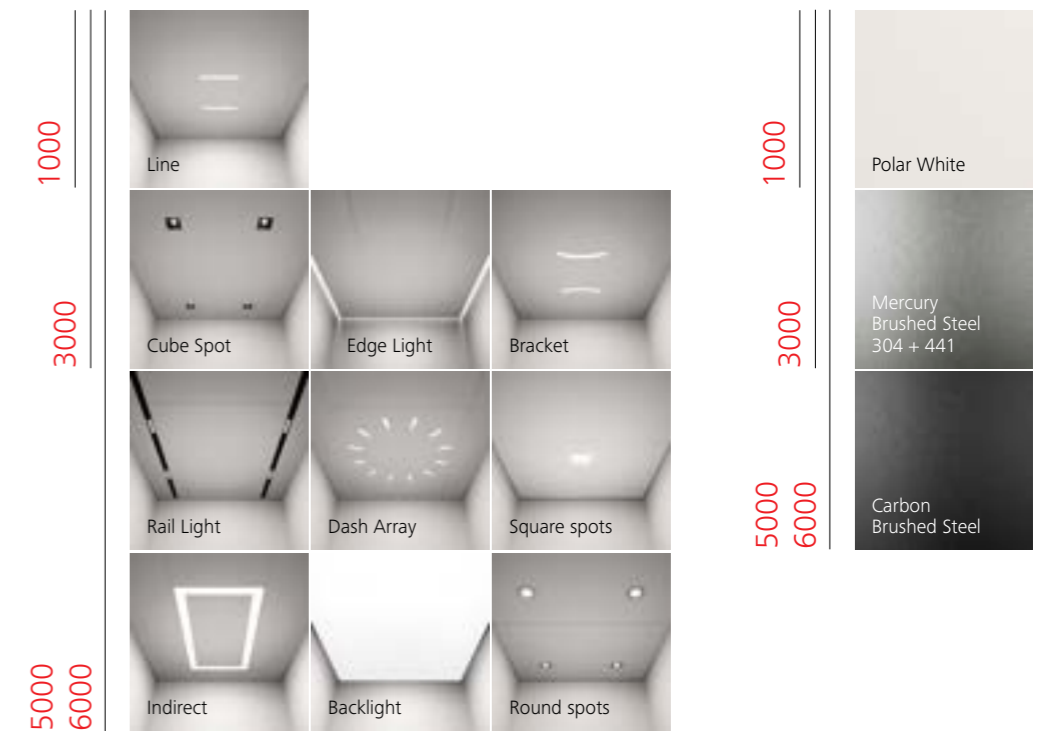 1000
Line
3000
Cube Spot
Edge Light
Bracket
Rail Light
Dash Array
Square spots
5000
6000
Indirect
Backlight
Round spots
1000
Polar White
3000
Mercury
Brushed Steel
304 + 441
5000
6000
Carbon
Brushed Steel